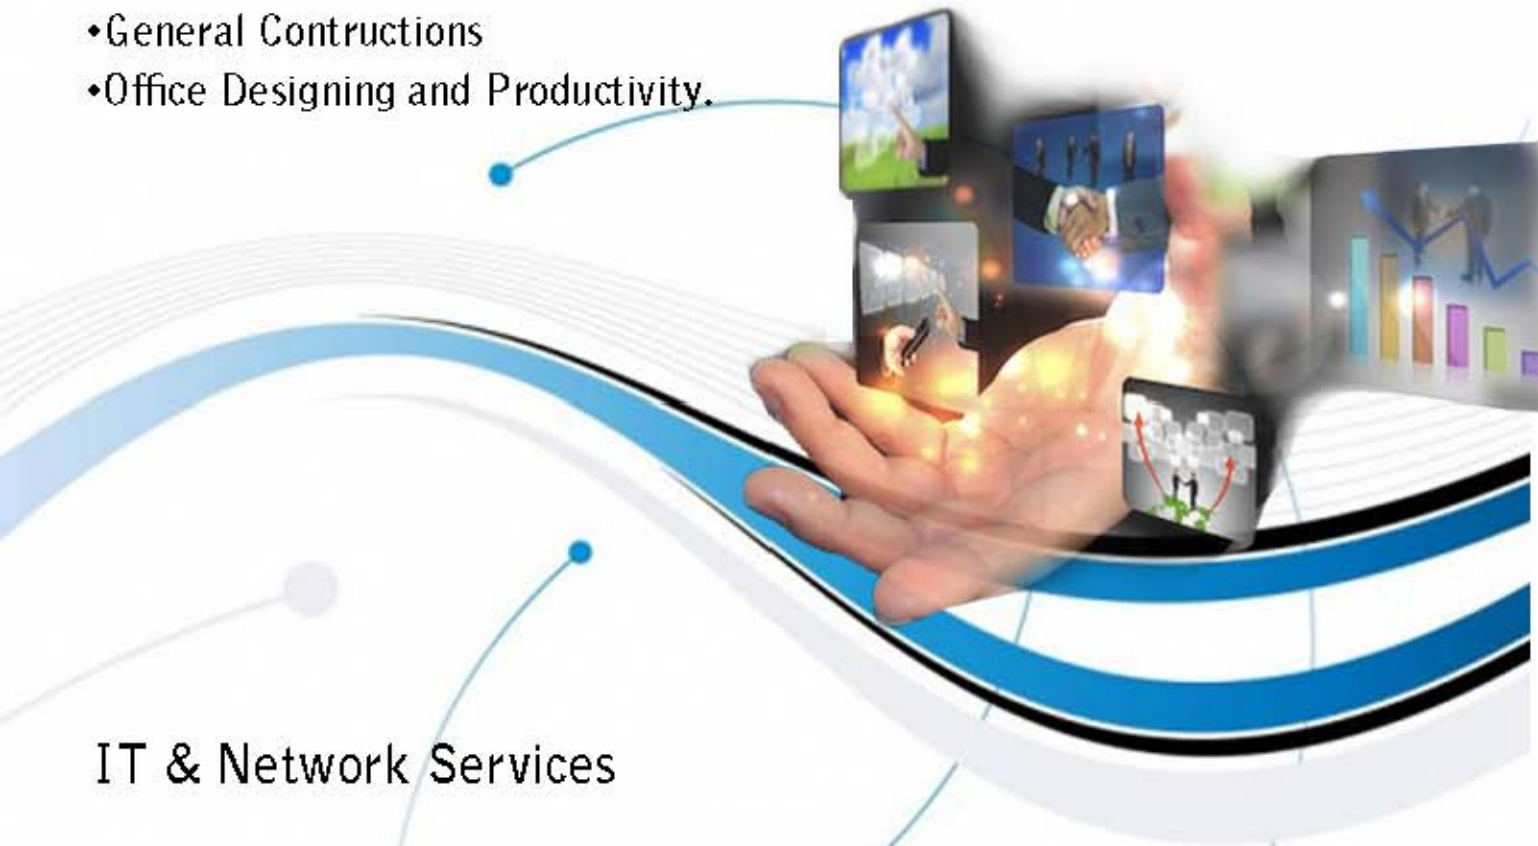 •General Contructions
•Office Designing and Productivity.
IT & Network Services